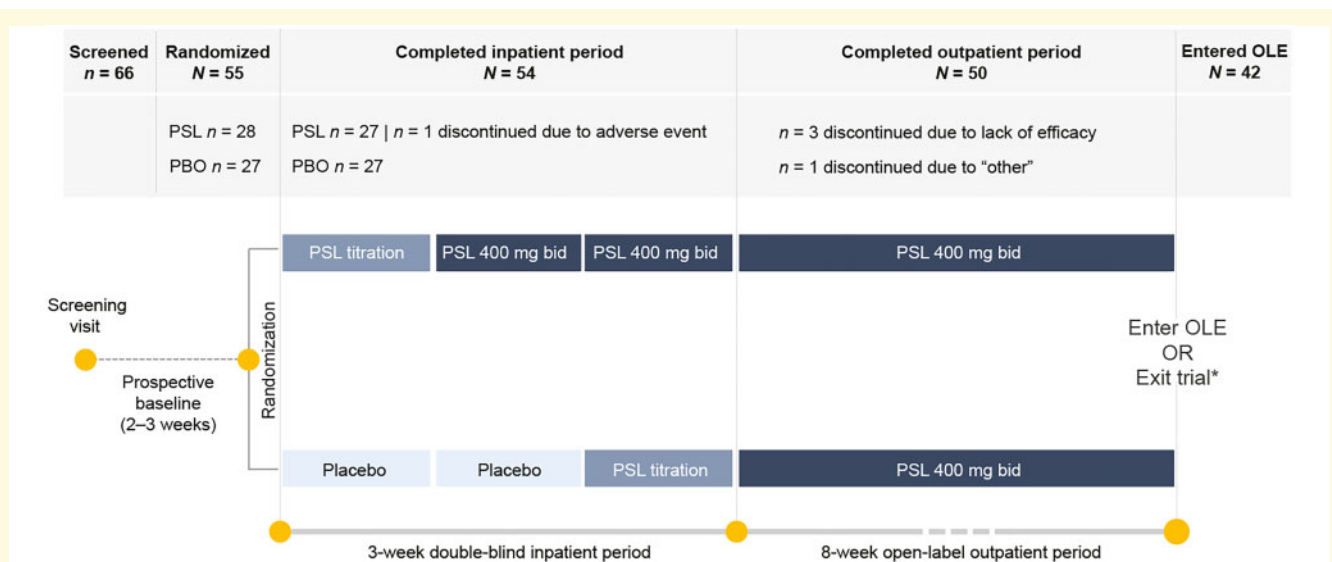 Screened
n = 66
Randomized
N = 55
Completed inpatient period
N = 54
Completed outpatient period
N = 50
Entered OLE
N = 42
PSL n = 28
PSL n = 27 | n = 1 discontinued due to adverse event
n = 3 discontinued due to lack of efficacy
PBO n = 27
PBO n = 27
n = 1 discontinued due to “other”
PSL titration
PSL 400 mg bid
PSL 400 mg bid
PSL 400 mg bid
Screening
visit
Prospective
baseline
(2–3 weeks)
Randomization
Enter OLE
OR
Exit trial*
Placebo
Placebo
PSL titration
PSL 400 mg bid
3-week double-blind inpatient period
8-week open-label outpatient period